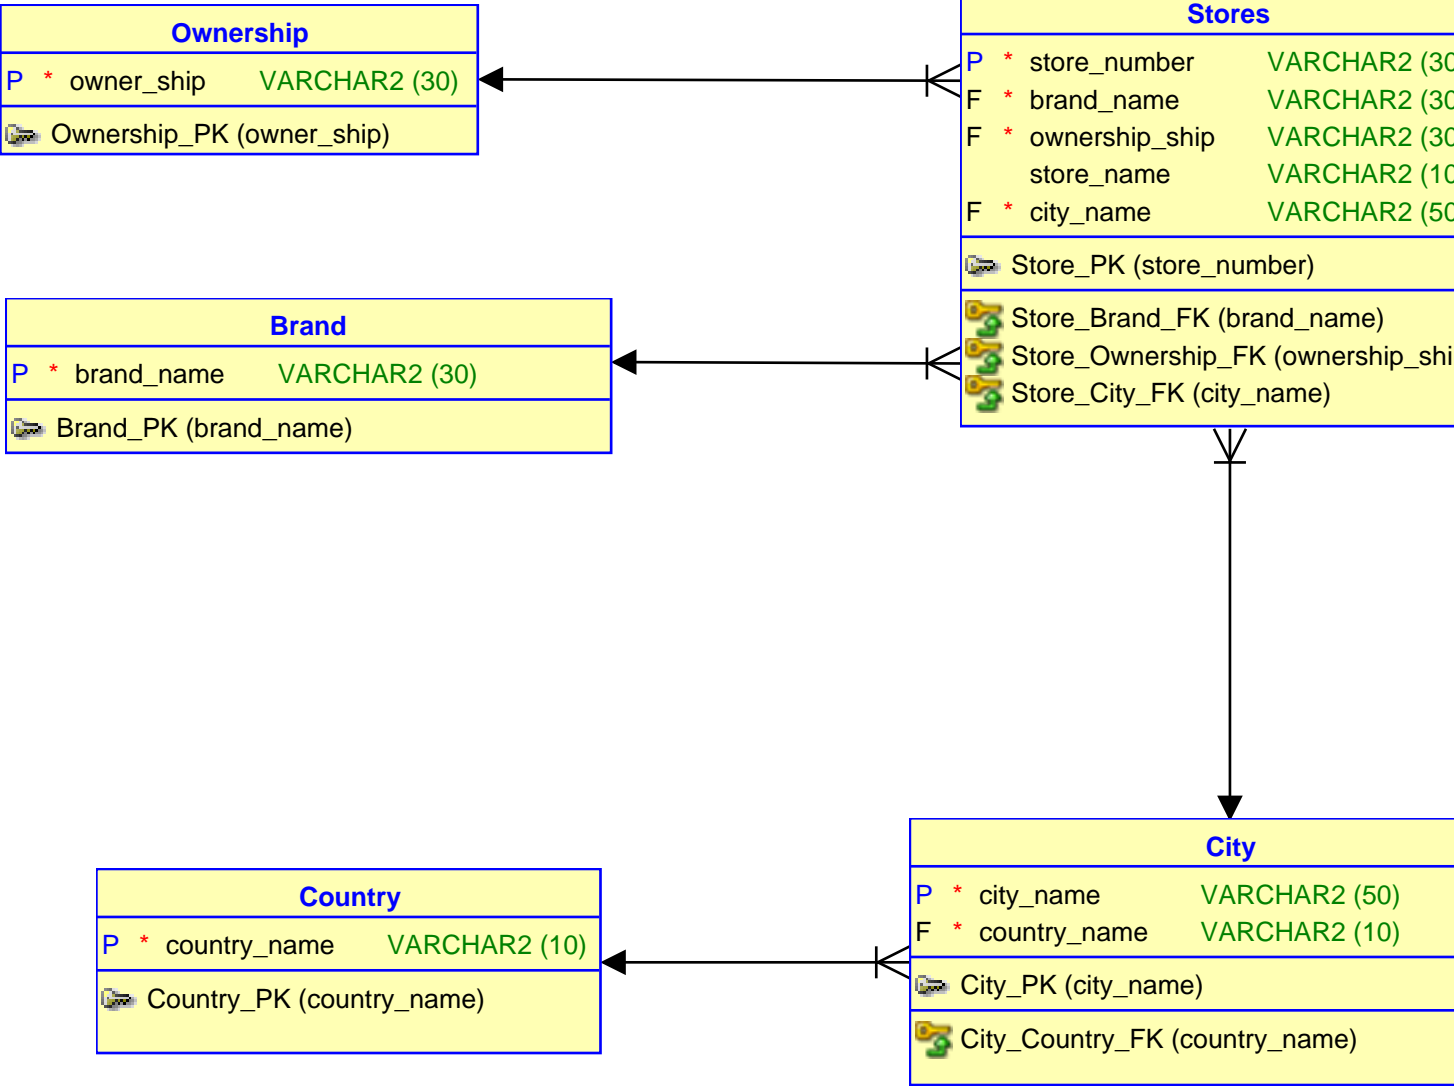 Ownership
P * owner_ship VARCHAR2 (30)
Ownership_PK (owner_ship)
Stores
P * store_number VARCHAR2 (30
F * brand_name VARCHAR2 (30
F * ownership_ship VARCHAR2 (30
store_name VARCHAR2 (10
F * city_name VARCHAR2 (50
Store_PK (store_number)
Store_Brand_FK (brand_name)
Store_Ownership_FK (ownership_shi
Store_City_FK (city_name)
Brand
P * brand_name VARCHAR2 (30)
Brand_PK (brand_name)
Country
P * country_name VARCHAR2 (10)
Country_PK (country_name)
City
P * city_name VARCHAR2 (50)
F * country_name VARCHAR2 (10)
City_PK (city_name)
City_Country_FK (country_name)